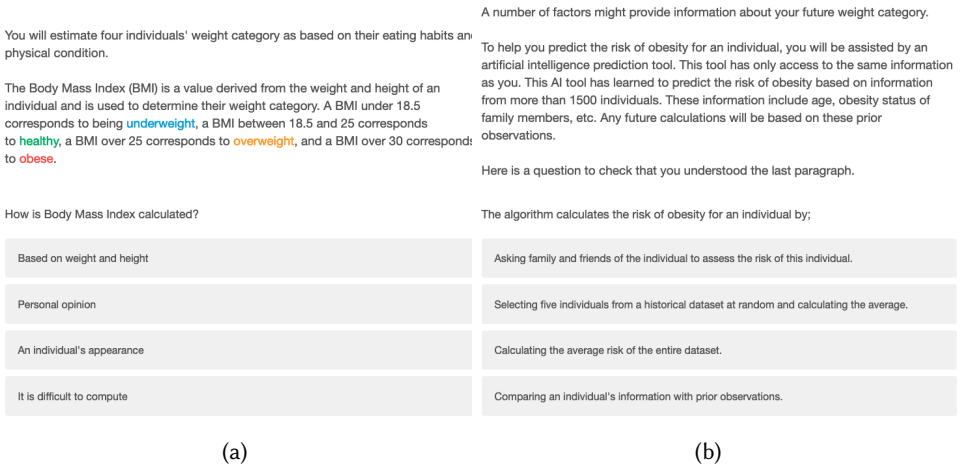 You will estimate four individuals' weight category as based on their eating habits and
physical condition.
The Body Mass Index (BMI) is a value derived from the weight and height of an
individual and is used to determine their weight category. A BMI under 18.5
corresponds to being underweight, a BMI between 18.5 and 25 corresponds
to healthy, a BMI over 25 corresponds to overweight, and a BMI over 30 corresponds
to obese.
How is Body Mass Index calculated?
Based on weight and height
Personal opinion
An individual's appearance
It is difficult to compute
(a)
A number of factors might provide information about your future weight category.
To help you predict the risk of obesity for an individual, you will be assisted by an
artificial intelligence prediction tool. This tool has only access to the same information
as you. This AI tool has learned to predict the risk of obesity based on information
from more than 1500 individuals. These information include age, obesity status of
family members, etc. Any future calculations will be based on these prior
observations.
Here is a question to check that you understood the last paragraph.
The algorithm calculates the risk of obesity for an individual by;
Asking family and friends of the individual to assess the risk of this individual.
Selecting five individuals from a historical dataset at random and calculating the average.
Calculating the average risk of the entire dataset.
Comparing an individual's information with prior observations.
(b)